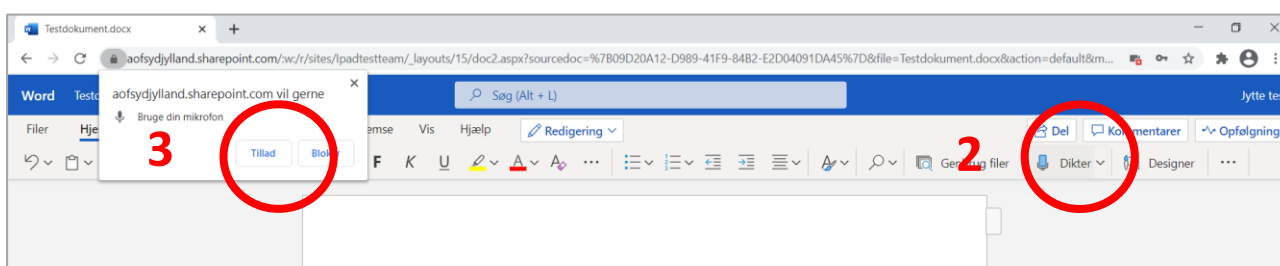 Testdokument.docx
aofsydjylland.sharepoint.com/:w:/r/sites/lpadtestteam/_layouts/15/doc2.aspx?sourcedoc=%7B09D20A12-D989-41F9-84B2-E2D04091DA45%7D&file=Testdokument.docx&action=default&m...
Word
Søg (Alt + L)
Jytte tes
aofsydjylland.sharepoint.com vil gerne
Bruge din mikrofon
Tillad
3
Filer Hje emse Vis Hjælp Redigering Del Kommentarer Opfølgning
F K U A A Genbrug filer Dikter Designer
2